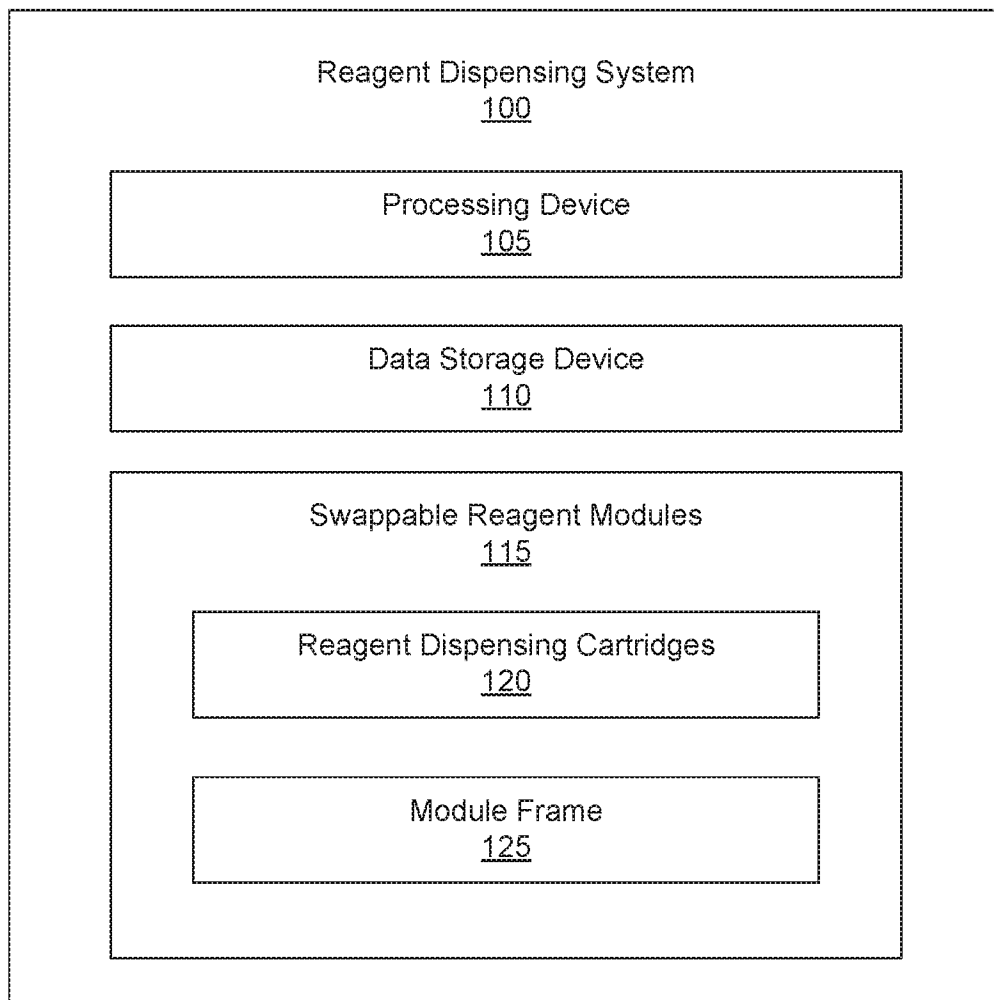 Reagent Dispensing System
100
Processing Device
105
Data Storage Device
110
Swappable Reagent Modules
115
Reagent Dispensing Cartridges
120
Module Frame
125